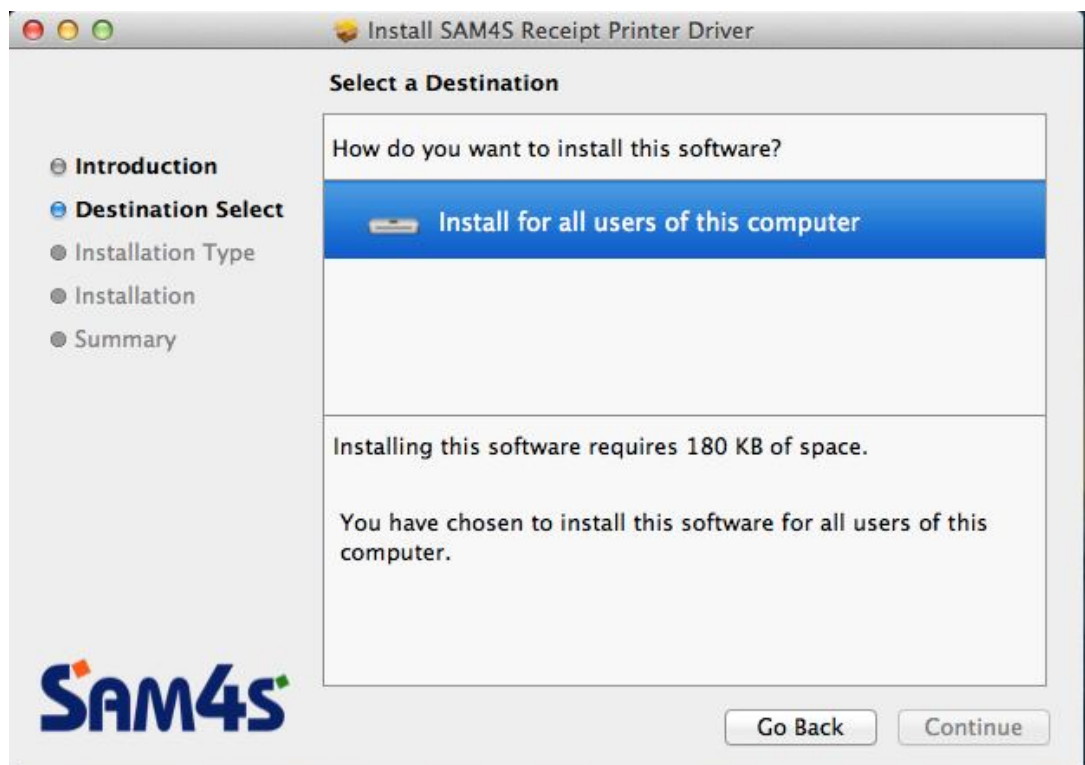 Install SAM4S Receipt Printer Driver
Select a Destination
Introduction
Destination Select
Installation Type
Installation
Summary
How do you want to install this software?
Install for all users of this computer
Installing this software requires 180 KB of space.
You have chosen to install this software for all users of this
computer.
SAM4S
Go Back
Continue